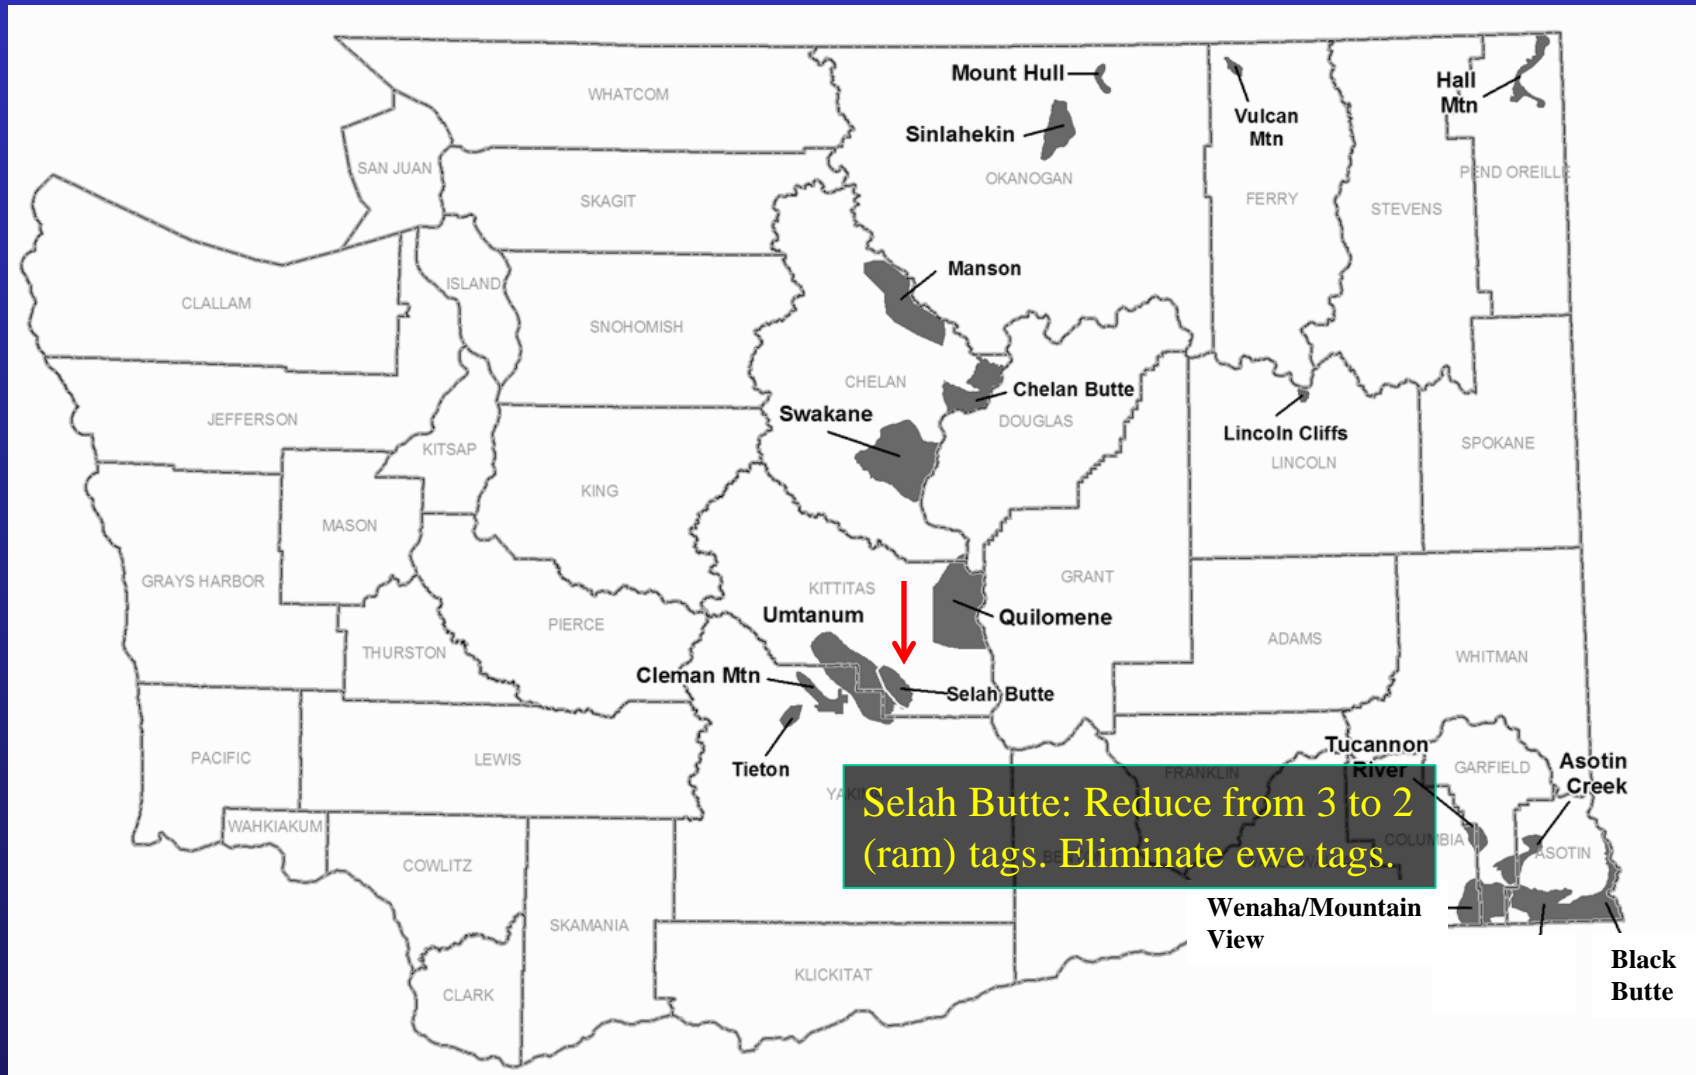 Mount Hull
Hall
Mtn
WHATCOM
Vulcan
Mtn
Sinlahekin
SAN JUAN
PEND OREILLE
OKANOGAN
SKAGIT
FERRY
STEVENS
Manson
ISLAND
CLALLAM
SNOHOMISH
CHELAN
Chelan Butte
Swakane
JEFFERSON
DOUGLAS
Lincoln Cliffs
KITSAP
SPOKANE
LINCOLN
KING
MASON
GRAYS HARBOR
GRANT
KITTITAS
Umtanum
Quilomene
PIERCE
ADAMS
THURSTON
WHITMAN
Cleman Mtn
Selah Butte
Tucannon
River
PACIFIC
LEWIS
Tieton
FRANKLIN
GARFIELD
Asotin
Creek
YAKIMA
Selah Butte: Reduce from 3 to 2
(ram) tags. Eliminate ewe tags.
WAHKIAKUM
COLUMBIA
ASOTIN
COWLITZ
Wenaha/Mountain
View
SKAMANIA
Black
Butte
KLICKITAT
CLARK